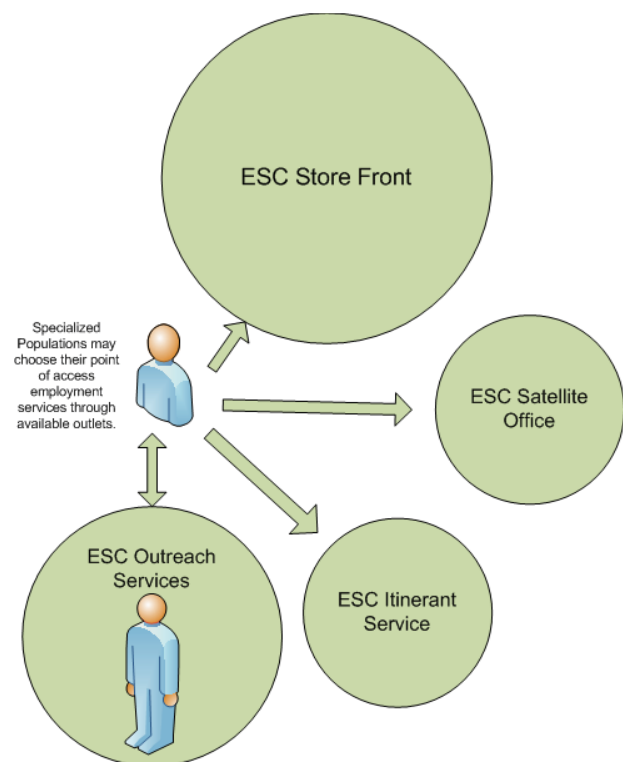 ESC Store Front
Specialized
Populations may
choose their point
of access
employment
services through
available outlets.
ESC Satellite
Office
ESC Outreach
Services
ESC Itinerant
Service